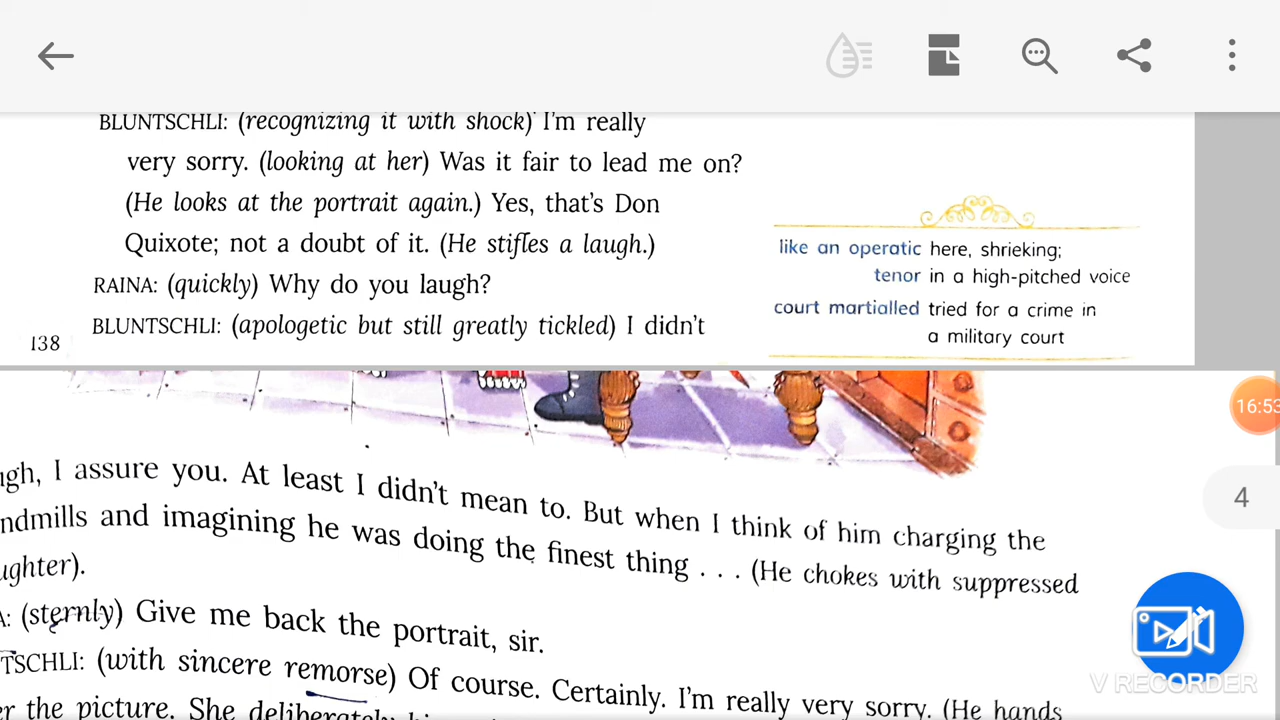 BLUNTSCHLI: (recognizing it with shock) I'm really
very sorry. (looking at her) Was it fair to lead me on?
(He looks at the portrait again.) Yes, that's Don
Quixote; not a doubt of it. (He stifles a laugh.)
RAINA: (quickly) Why do you laugh?
BLUNTSCHLI: (apologetic but still greatly tickled) I didn't
138
like an operatic here, shrieking;
tenor in a high-pitched voice
court martialled tried for a crime in
a military court
16:53
4
ugh, I assure you. At least I didn't mean to. But when I think of him charging the
ndmills and imagining he was doing the finest thing . . . (He chokes with suppressed
ughter).
A: (sternly) Give me back the portrait, sir.
TSCHLI: (with sincere remorse) Of course. Certainly. I'm really very sorry. (He hands
er the picture. She deliberately
V RECORDER